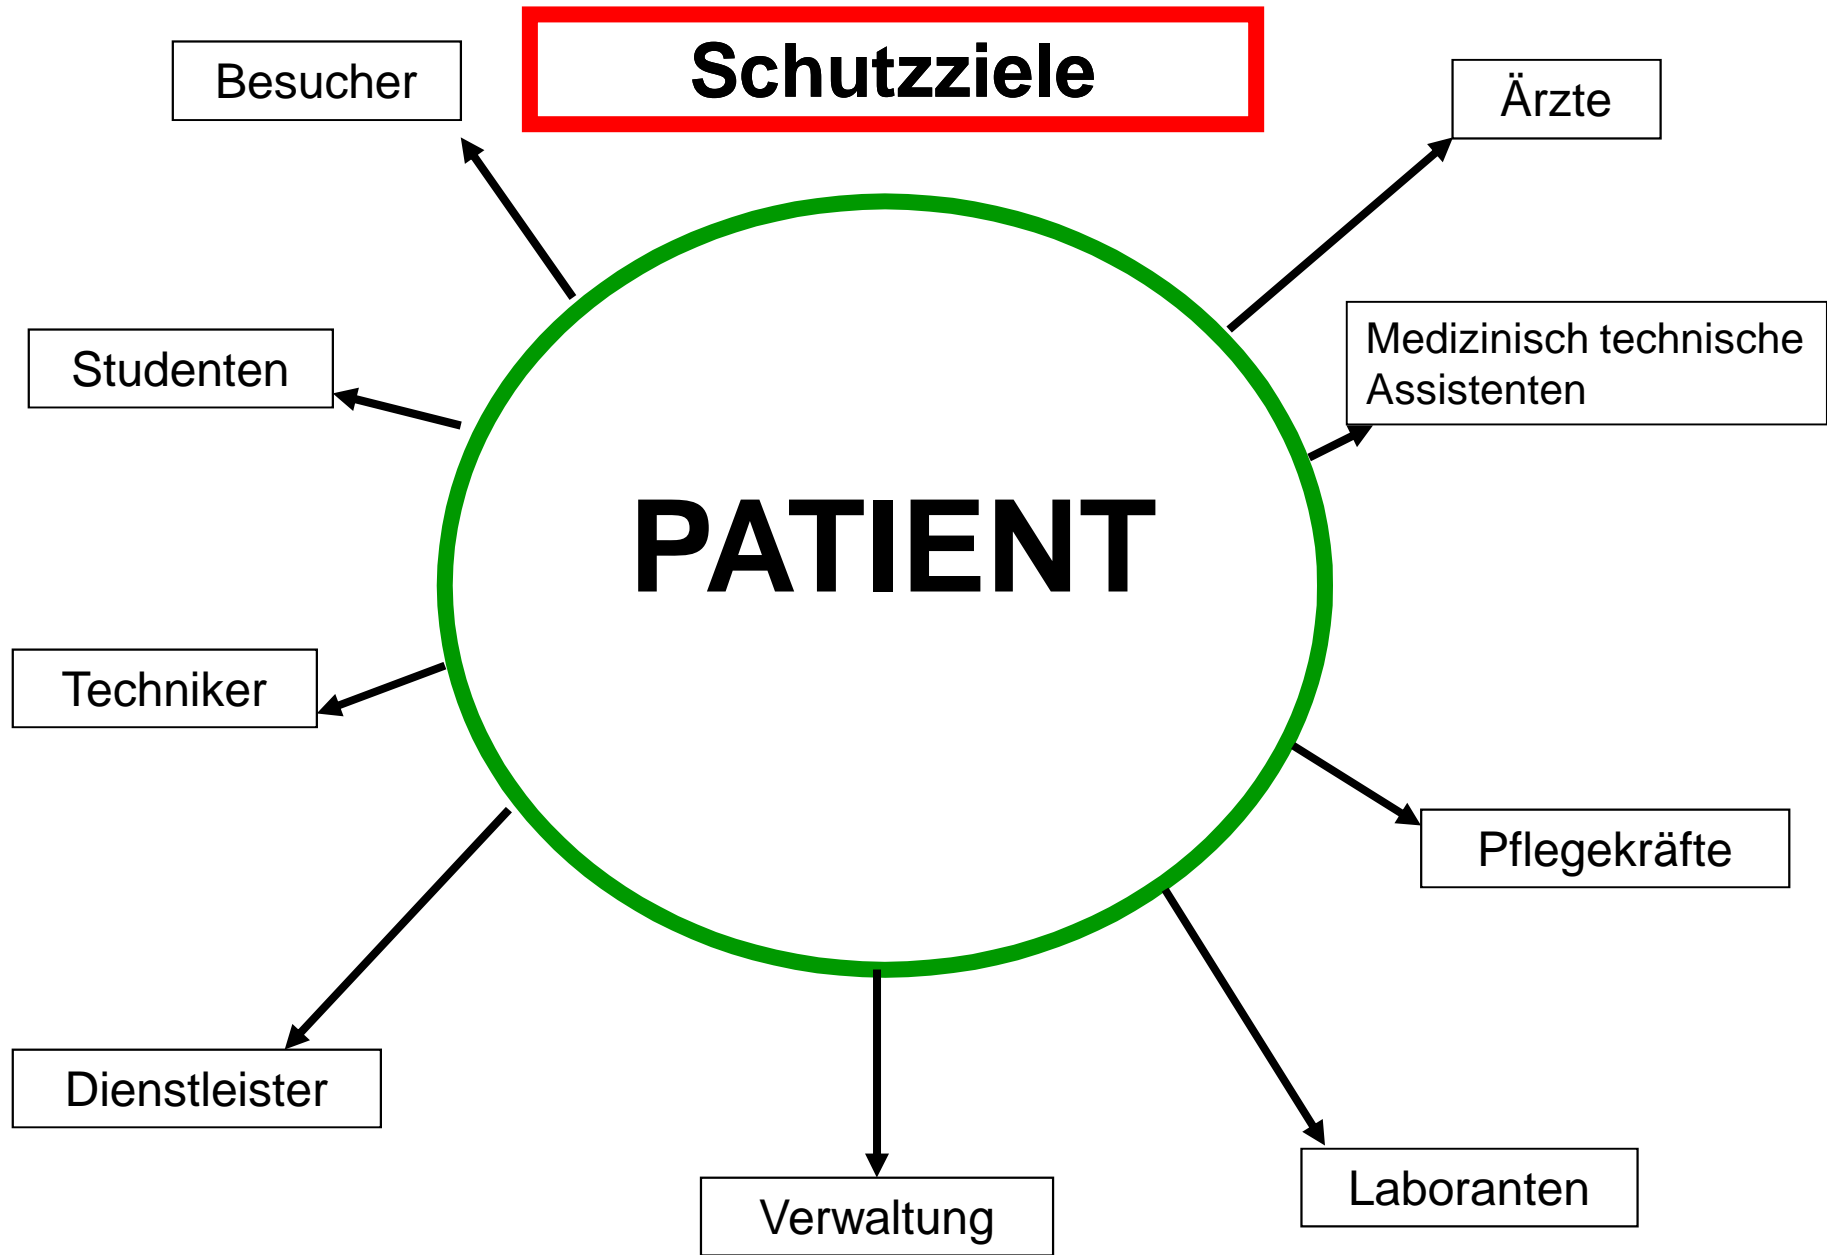 Schutzziele
Besucher
Ärzte
Studenten
Medizinisch technische
Assistenten
PATIENT
Techniker
Pflegekräfte
Dienstleister
Laboranten
Verwaltung